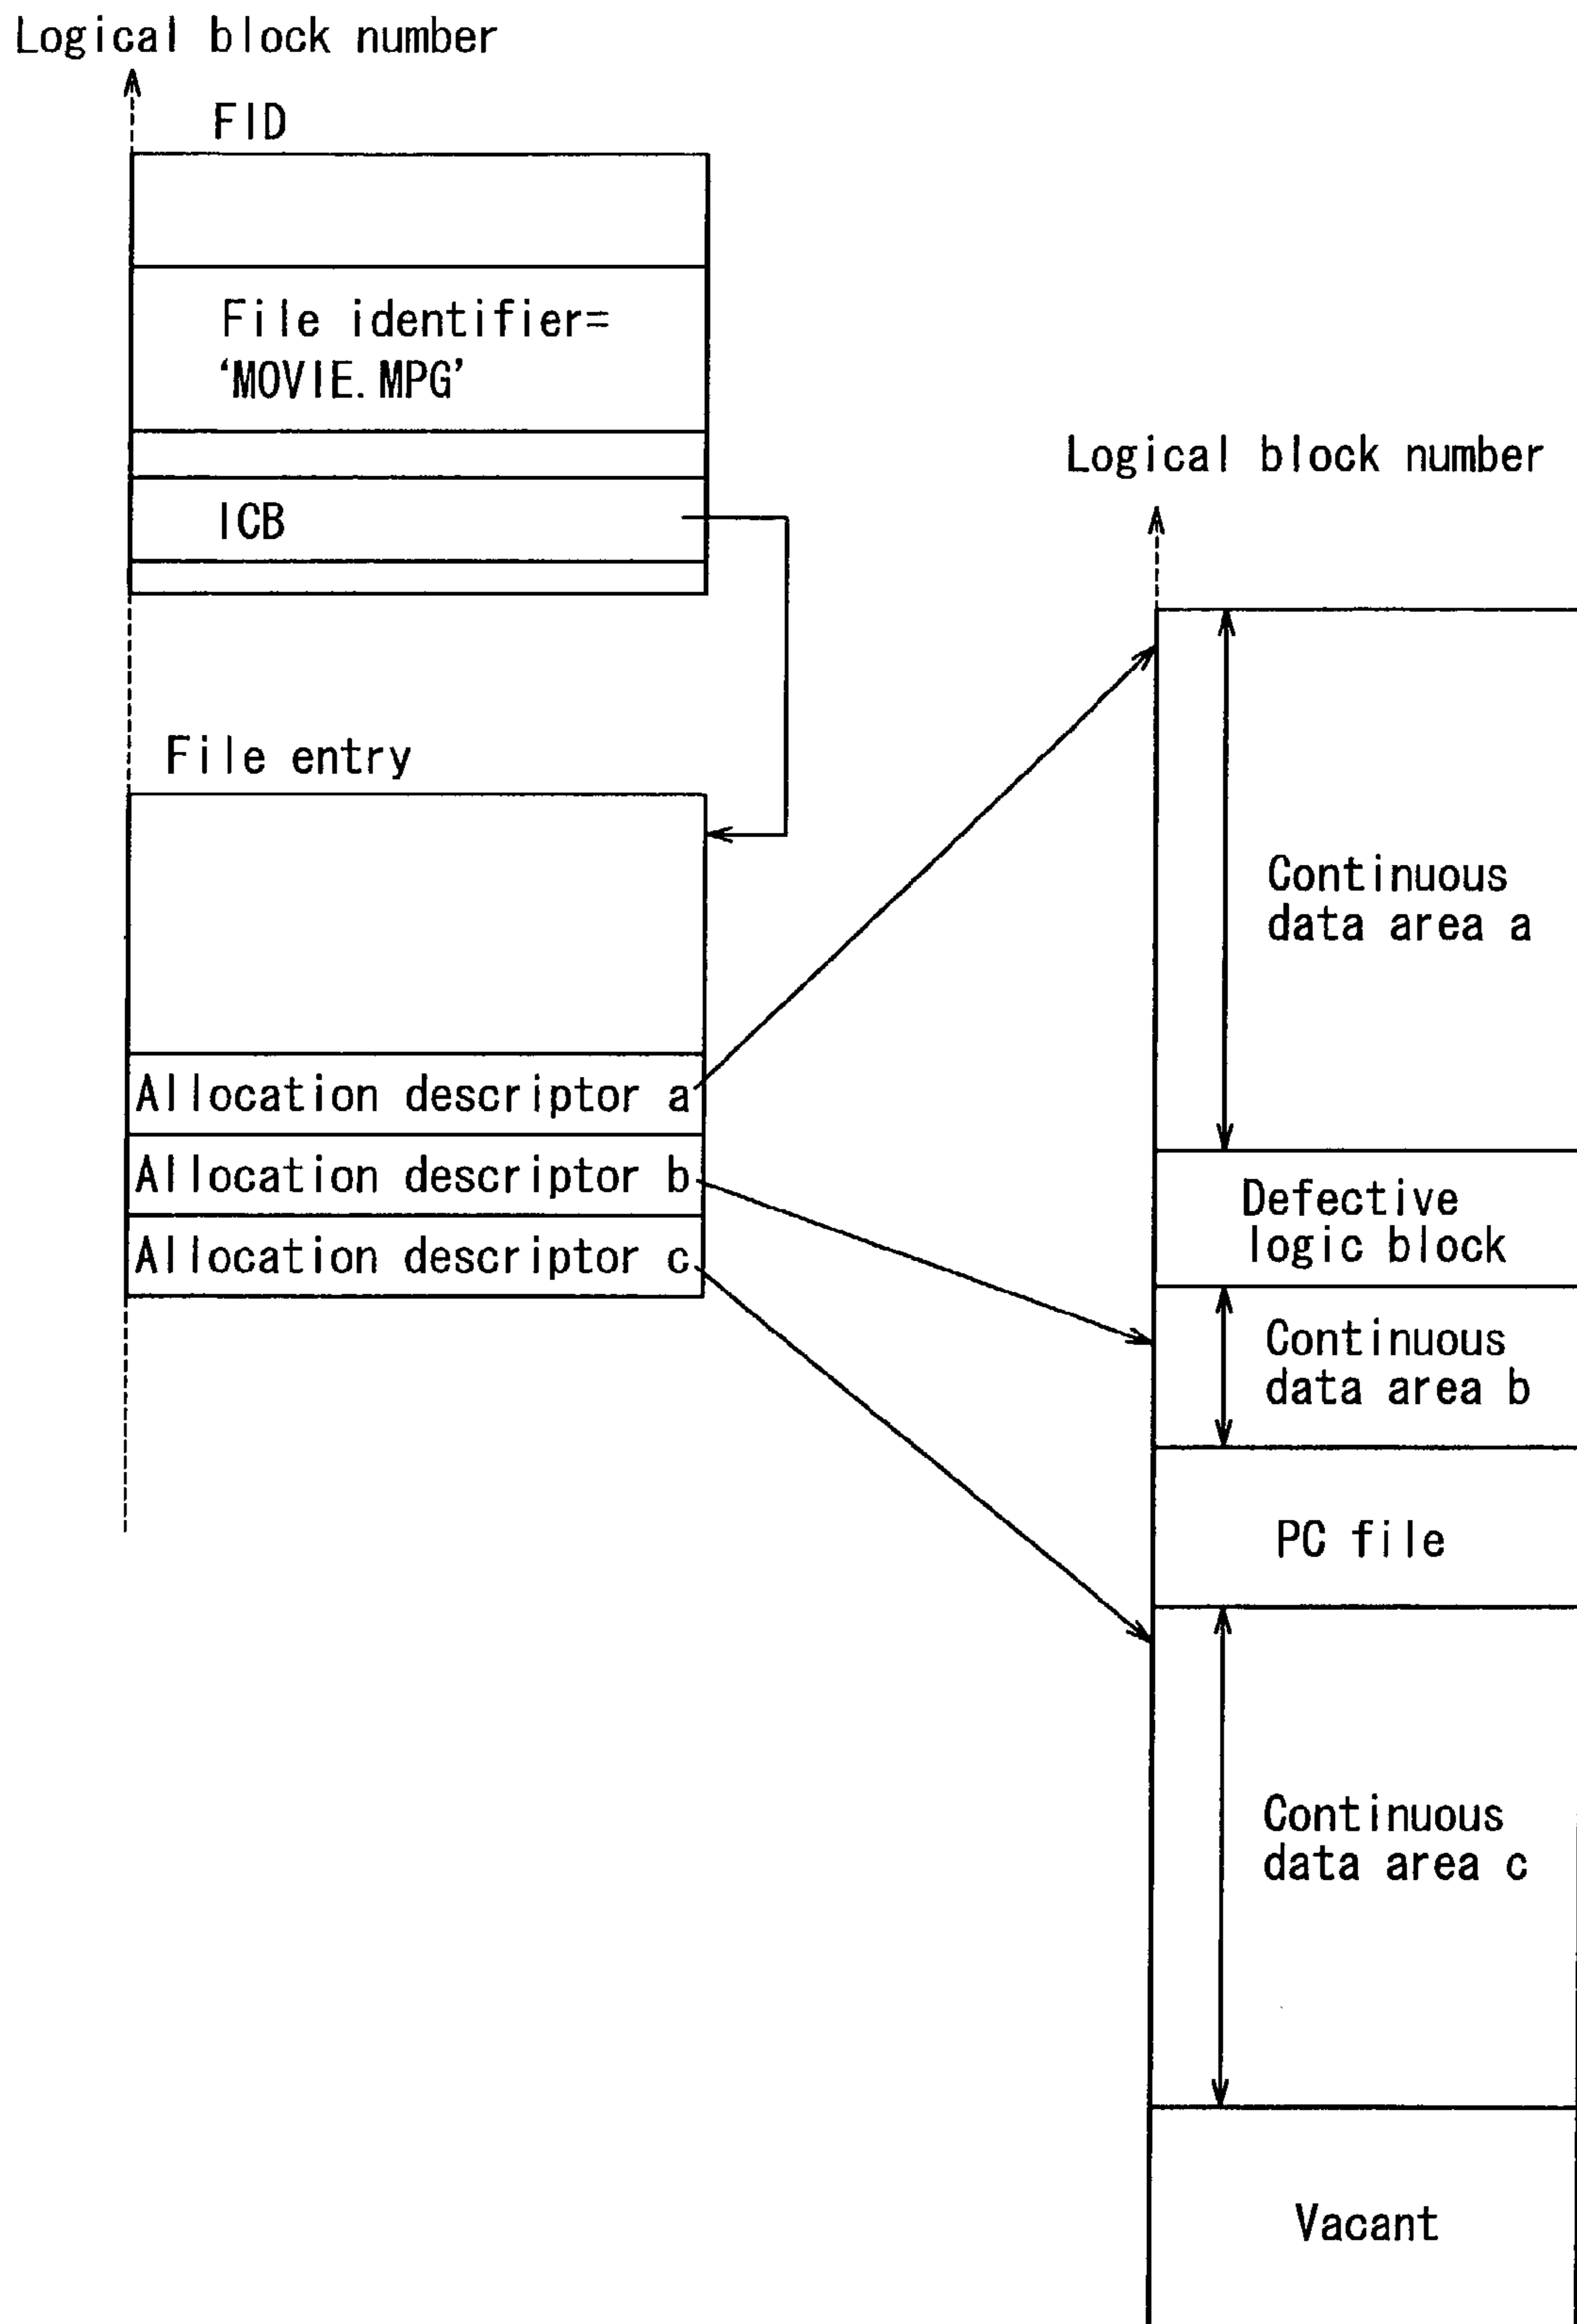 Logical block number
FID
File identifier=
‘MOVIE.MPG’
ICB
File entry
Allocation descriptor a
Allocation descriptor b
Allocation descriptor c
Logical block number
Continuous
data area a
Defective
logic block
Continuous
data area b
PC file
Continuous
data area c
Vacant